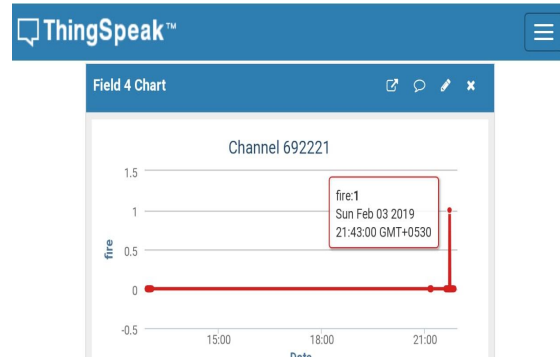 ThingSpeak™
Field 4 Chart
Channel 692221
1.5
1
0.5
0
-0.5
fire
fire:1
Sun Feb 03 2019
21:43:00 GMT+0530
15:00
18:00
21:00
Date